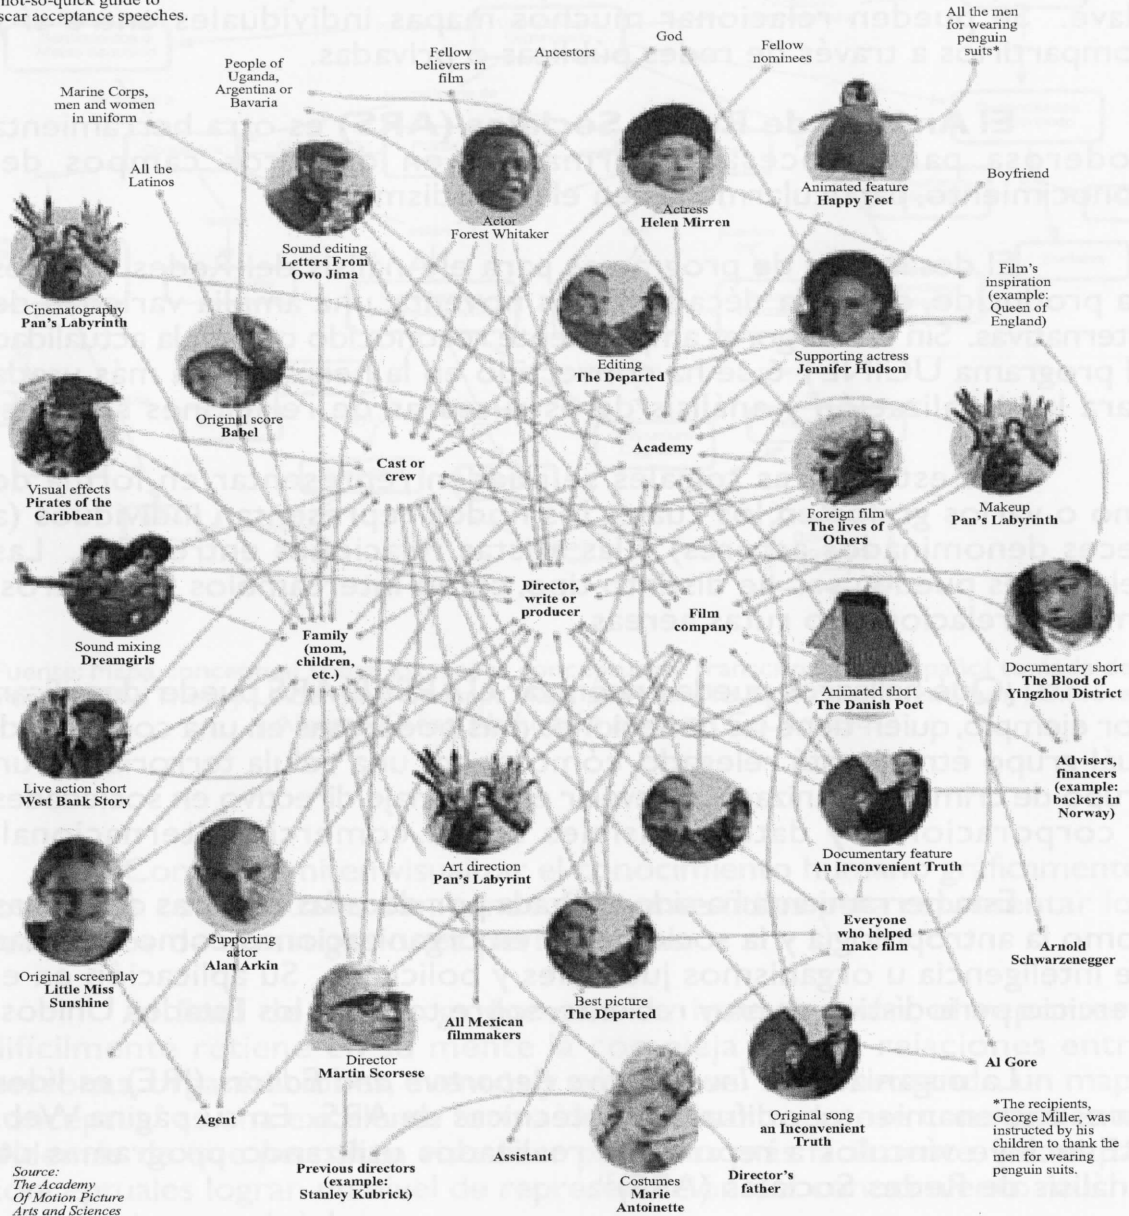 not-so-quick guide to
scar acceptance speeches.
All the men
for wearing
penguin
suits*
God
Fellow
nominees
Ancestors
Fellow
believers in
film
People of
Uganda,
Argentina or
Bavaria
Marine Corps,
men and women
in uniform
All the
Latinos
Boyfriend
Animated feature
Happy Feet
Actress
Helen Mirren
Actor
Forest Whitaker
Sound editing
Letters From
Owo Jima
Film's
inspiration
(example:
Queen of
England)
Cinematography
Pan's Labyrinth
Supporting actress
Jennifer Hudson
Editing
The Departed
Original score
Babel
Academy
Cast or
crew
Visual effects
Pirates of the
Caribbean
Foreign film
The lives of
Others
Makeup
Pan's Labyrinth
Director,
write or
producer
Film
company
Family
(mom,
children,
etc.)
Sound mixing
Dreamgirls
Documentary short
The Blood of
Yingzhou District
Animated short
The Danish Poet
Advisers,
financers
(example:
backers in
Norway)
Live action short
West Bank Story
Art direction
Pan's Labyrint
Documentary feature
An Inconvenient Truth
Everyone
who helped
make film
Arnold
Schwarzenegger
Supporting
actor
Alan Arkin
Original screenplay
Little Miss
Sunshine
Best picture
The Departed
All Mexican
filmmakers
Director
Martin Scorsese
Al Gore
Original song
an Inconvenient
Truth
*The recipients,
George Miller, was
instructed by his
children to thank the
men for wearing
penguin suits.
Agent
Assistant
Previous directors
(example:
Stanley Kubrick)
Costumes
Marie
Antoinette
Director's
father
Source:
The Academy
Of Motion Picture
Arts and Sciences